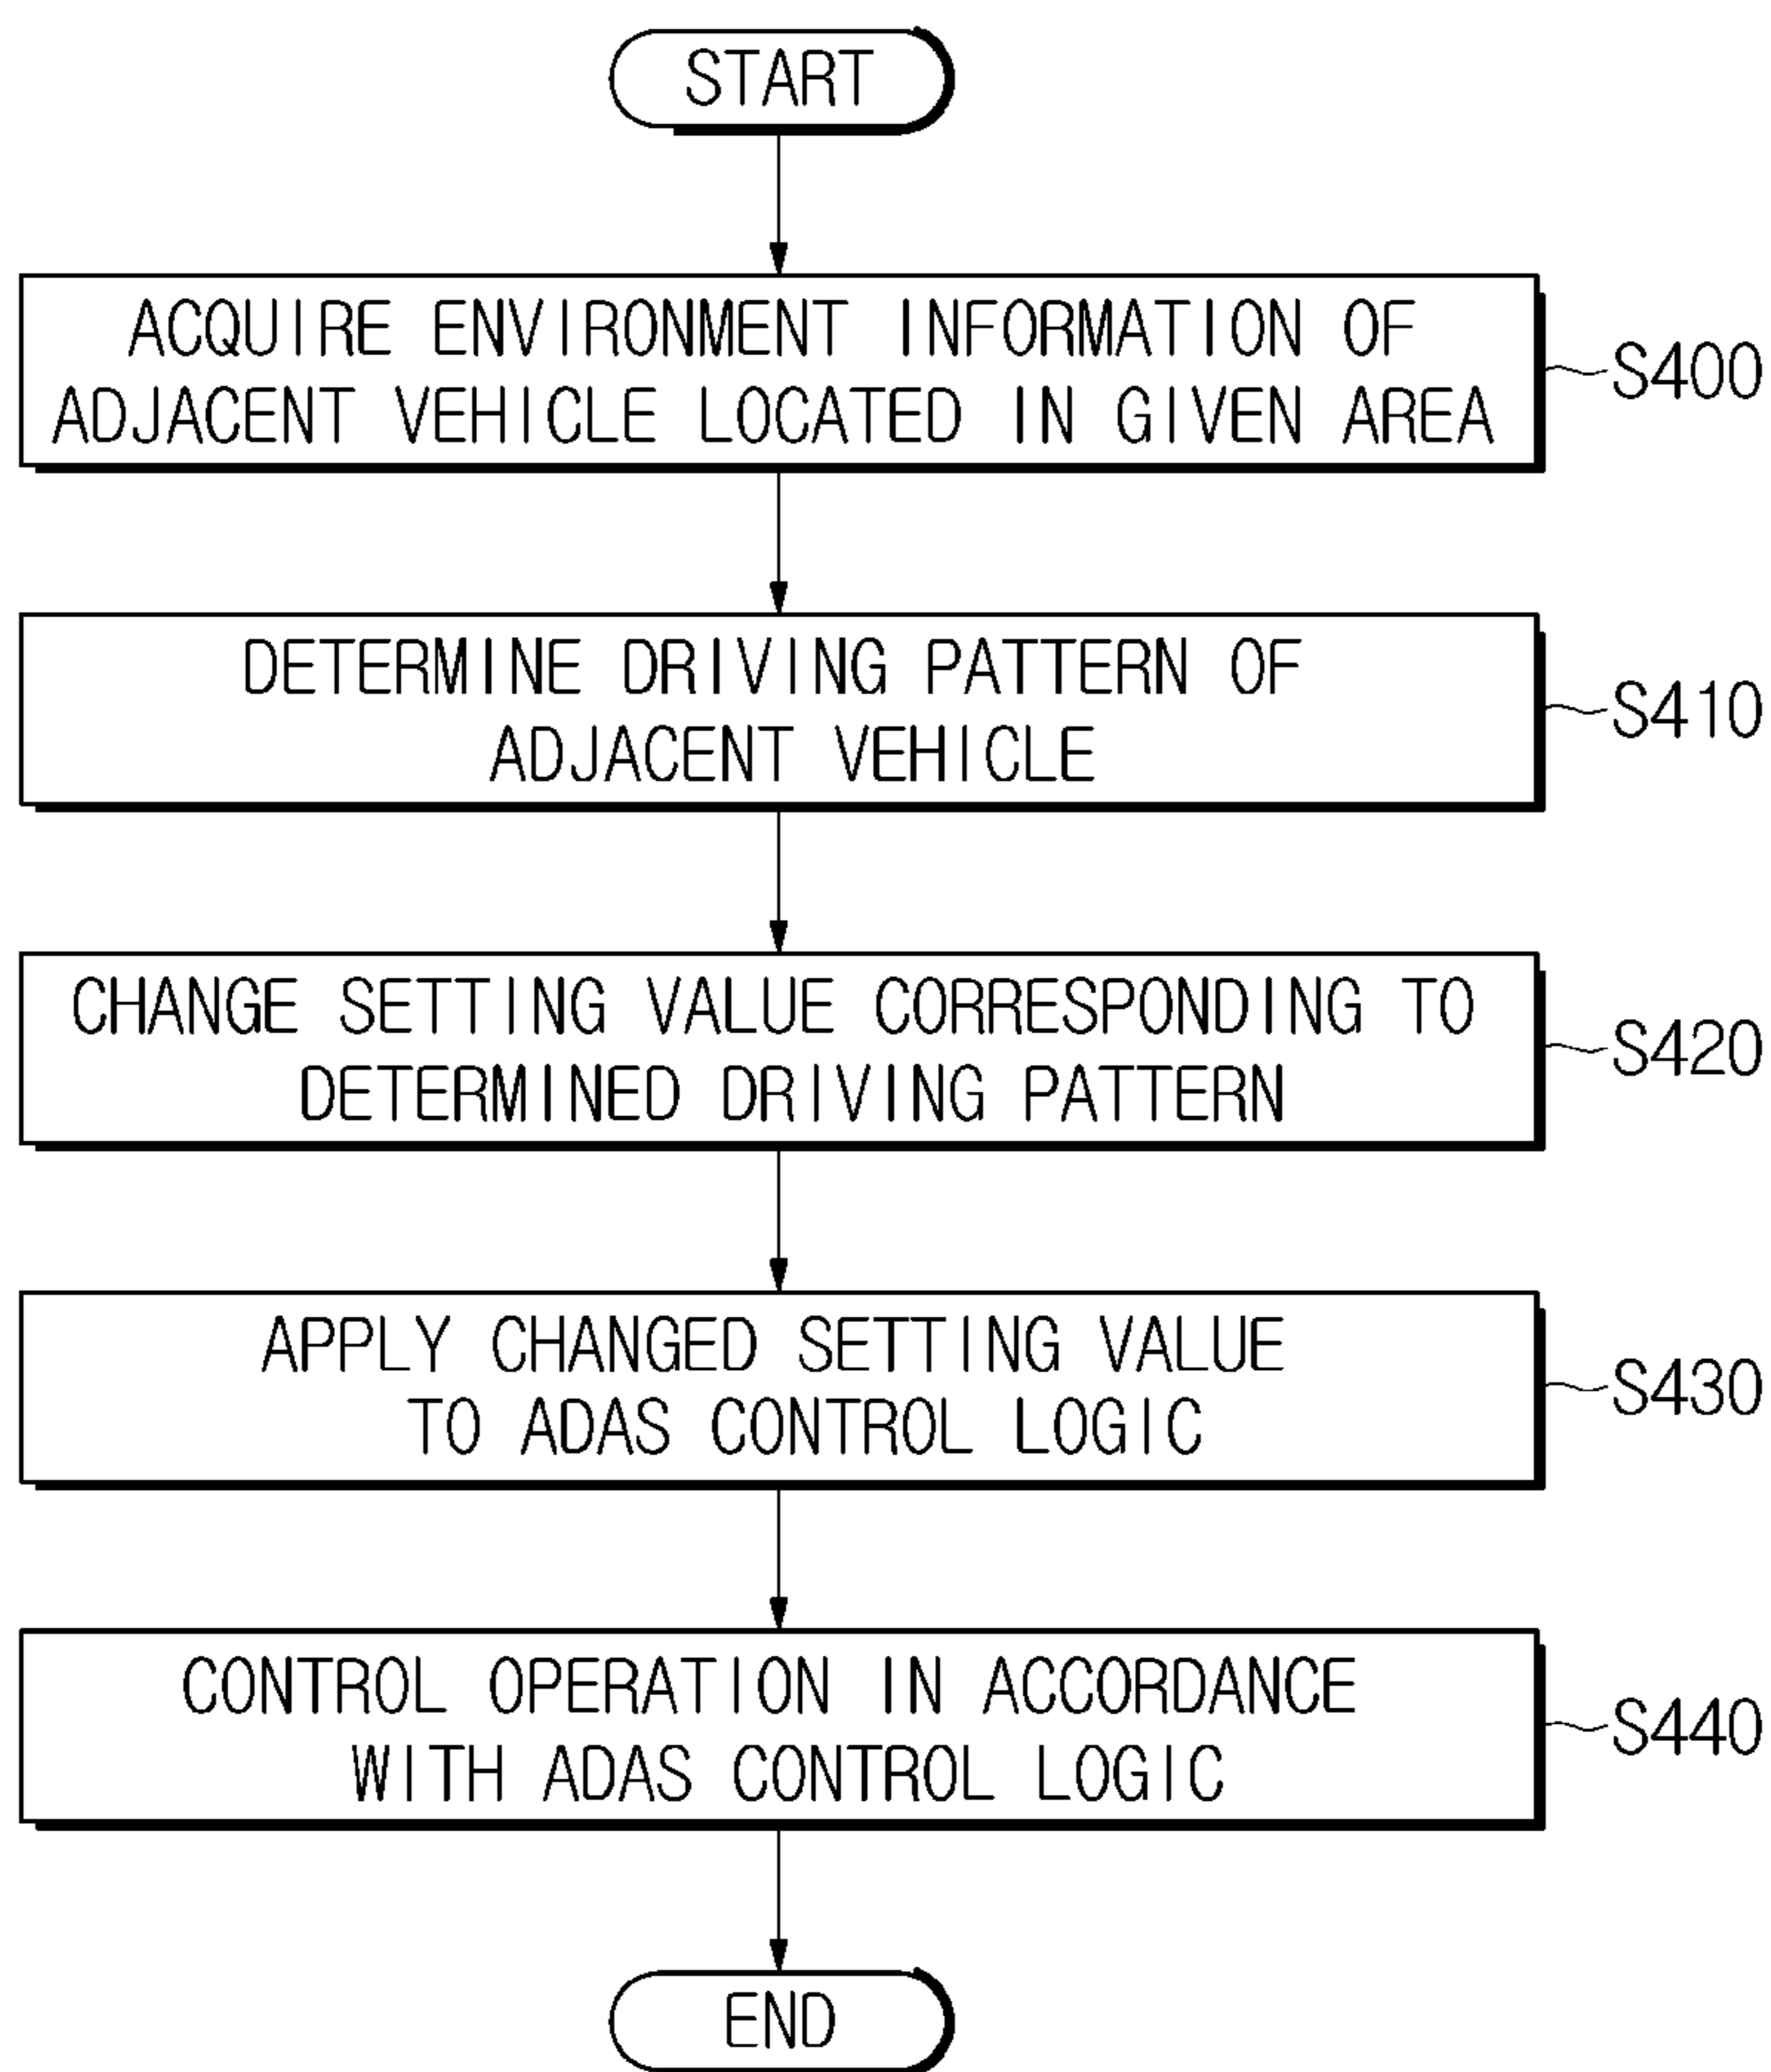 START
ACQUIRE ENVIRONMENT INFORMATION OF
ADJACENT VEHICLE LOCATED IN GIVEN AREA
S400
DETERMINE DRIVING PATTERN OF
ADJACENT VEHICLE
S410
CHANGE SETTING VALUE CORRESPONDING TO
DETERMINED DRIVING PATTERN
S420
APPLY CHANGED SETTING VALUE
TO ADAS CONTROL LOGIC
S430
CONTROL OPERATION IN ACCORDANCE
WITH ADAS CONTROL LOGIC
S440
END